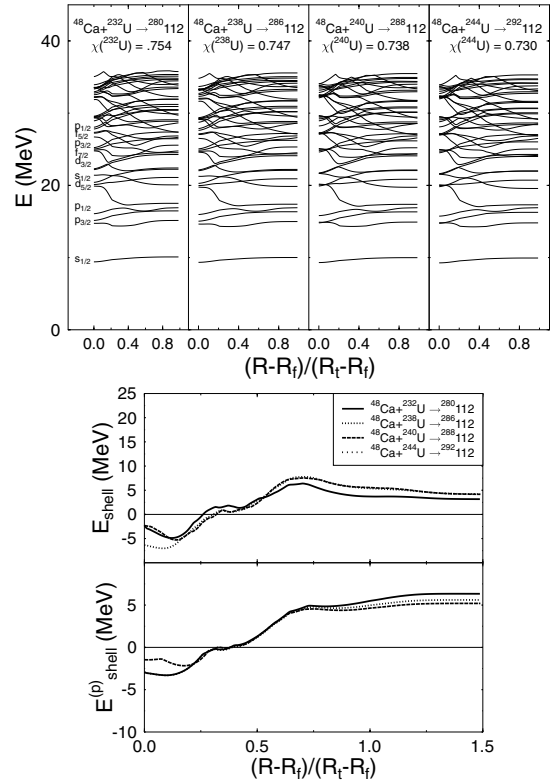 ⁴⁸Ca+²³²U→²⁸⁰112 ⁴⁸Ca+²³⁸U→²⁸⁶112 ⁴⁸Ca+²⁴⁰U→²⁸⁸112 ⁴⁸Ca+²⁴⁴U→²⁹²112
χ(²³²U) = .754 χ(²³⁸U) = 0.747 χ(²⁴⁰U) = 0.738 χ(²⁴⁴U) = 0.730
E (MeV)
40
20
0
p1/2
f5/2
p3/2
f7/2
d3/2
s1/2
d5/2
p1/2
p3/2
s1/2
0.0 0.4 0.8 0.0 0.4 0.8 0.0 0.4 0.8 0.0 0.4 0.8
(R-Rf)/(Rt-Rf)
25
20
15
10
5
0
-5
Eshell (MeV)
⁴⁸Ca+²³²U→²⁸⁰112
⁴⁸Ca+²³⁸U→²⁸⁶112
⁴⁸Ca+²⁴⁰U→²⁸⁸112
⁴⁸Ca+²⁴⁴U→²⁹²112
5
0
-5
-10
E(p)shell (MeV)
0.0 0.5 1.0 1.5
(R-Rf)/(Rt-Rf)